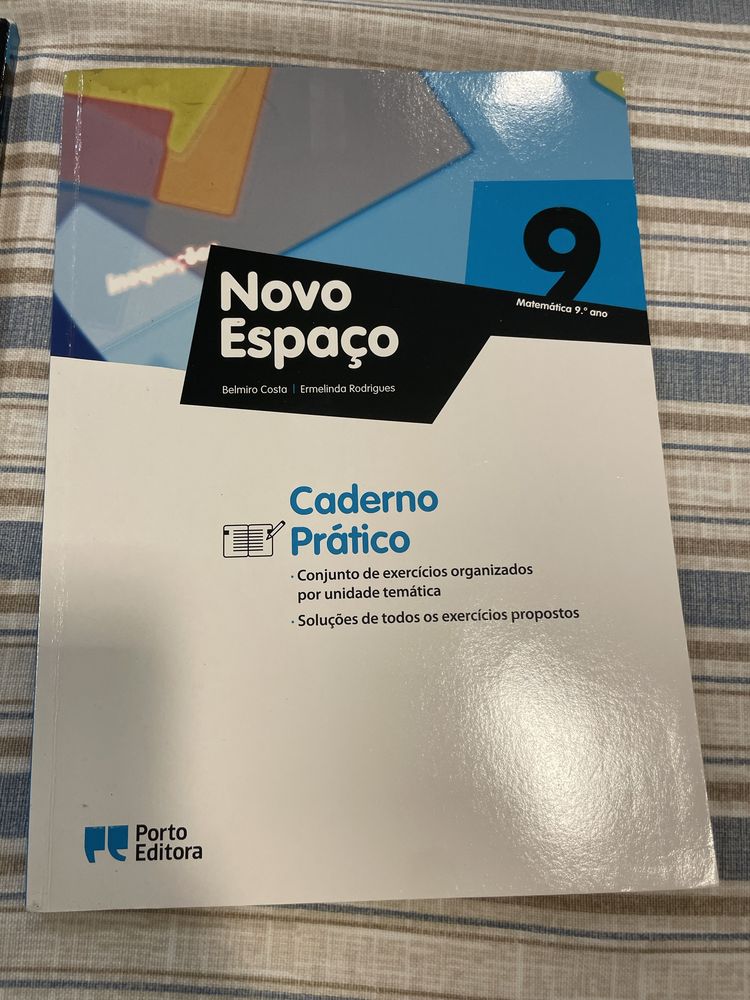 9
Matemática 9.º ano
Inequações
Novo
Espaço
Belmiro Costa | Ermelinda Rodrigues
Caderno
Prático
· Conjunto de exercícios organizados
por unidade temática
· Soluções de todos os exercícios propostos
Porto
Editora